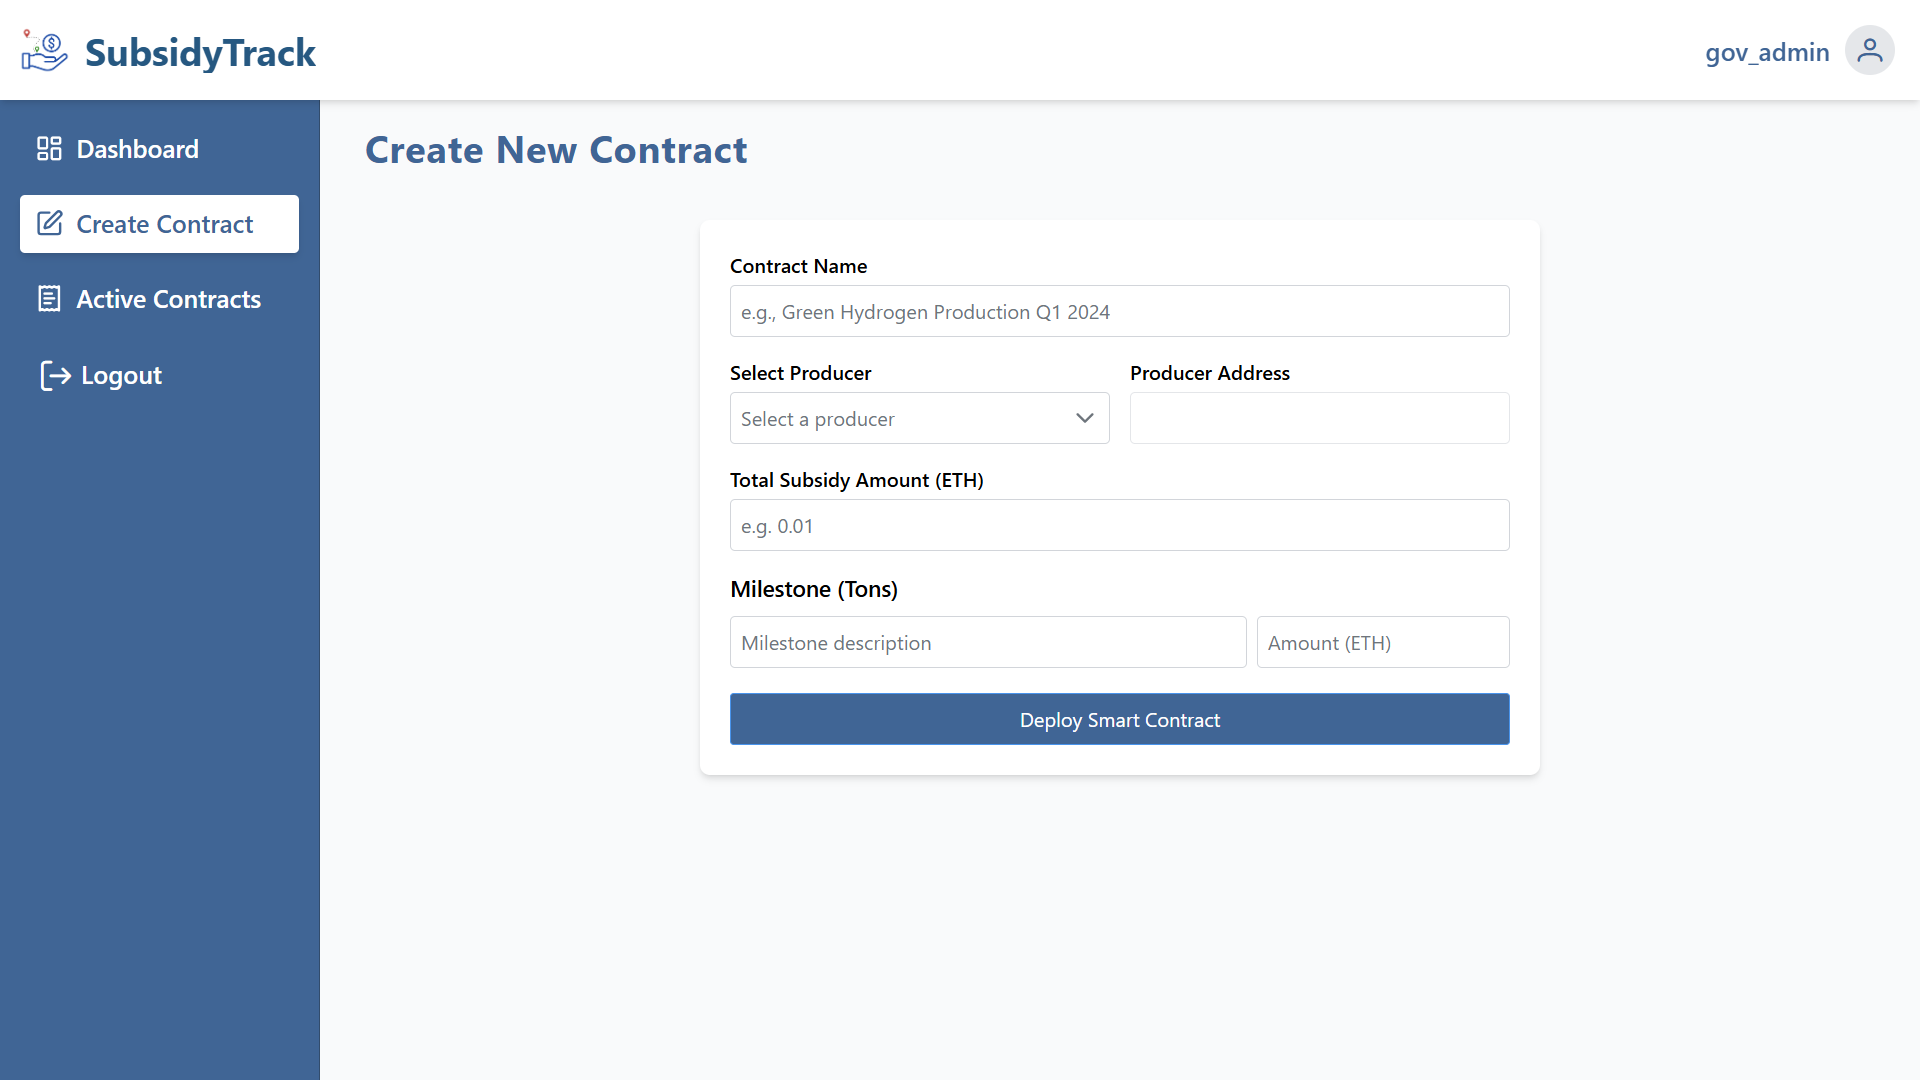 SubsidyTrack
gov_admin
Dashboard
Create Contract
Active Contracts
Logout
Create New Contract
Contract Name
e.g., Green Hydrogen Production Q1 2024
Select Producer
Producer Address
Select a producer
Total Subsidy Amount (ETH)
e.g. 0.01
Milestone (Tons)
Milestone description
Amount (ETH)
Deploy Smart Contract